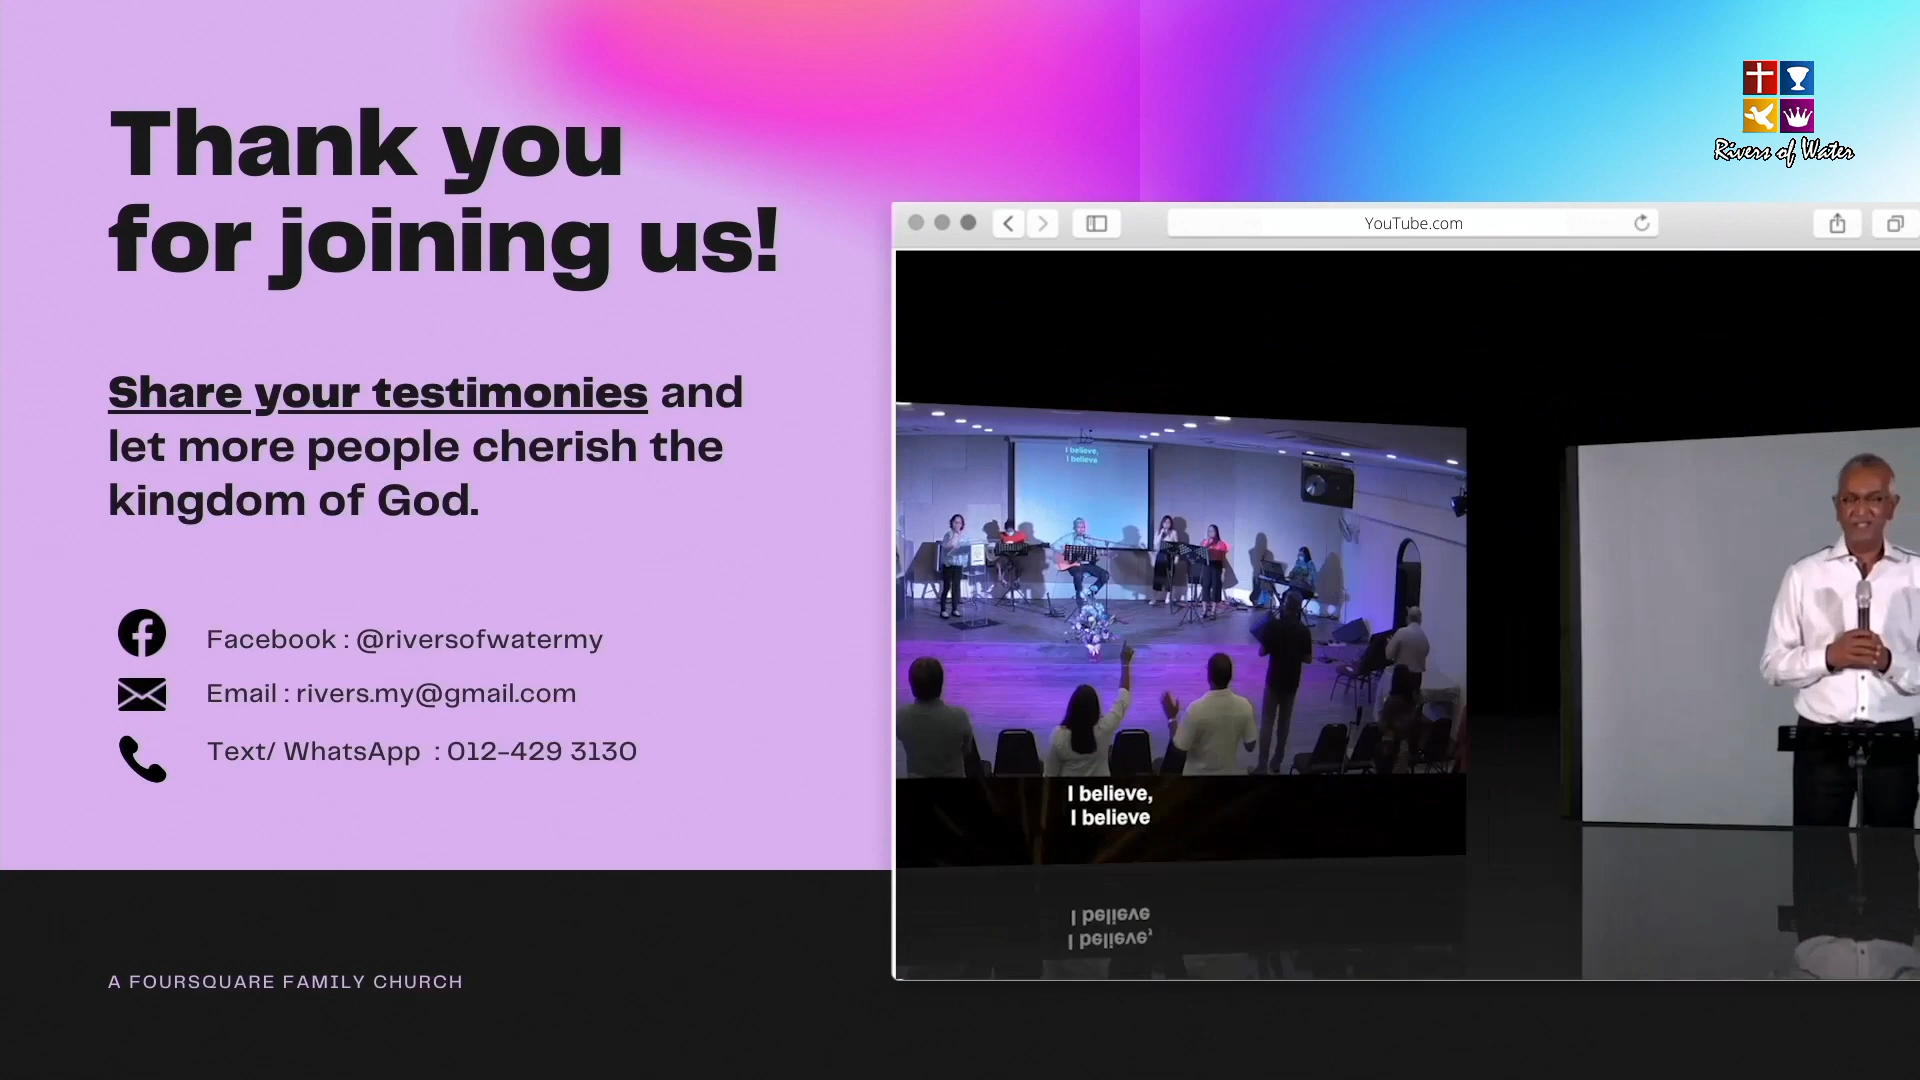 Thank you
for joining us!
Share your testimonies and
let more people cherish the
kingdom of God.
Facebook : @riversofwatermy
Email : rivers.my@gmail.com
Text/ WhatsApp : 012-429 3130
A FOURSQUARE FAMILY CHURCH
Rivers of Water
YouTube.com
I believe,
I believe
I believe,
I believe
I believe
I believe,